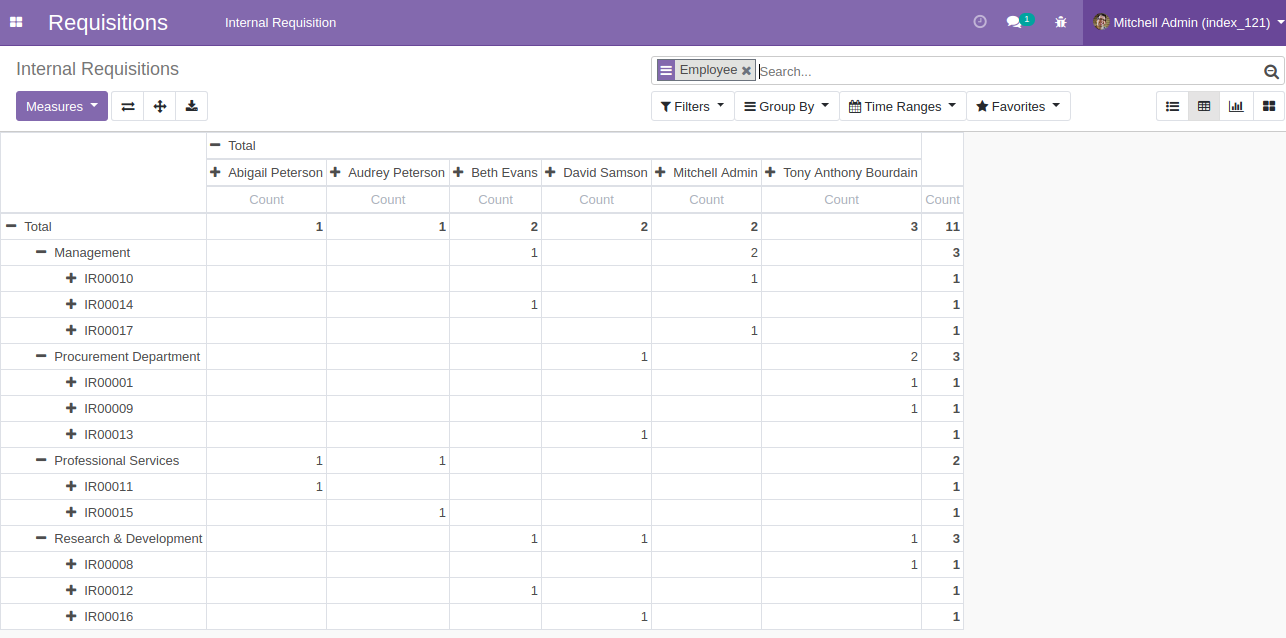 Requisitions Internal Requisition 1 Mitchell Admin (index_121)
Internal Requisitions Employee Search...
Measures Filters Group By Time Ranges Favorites
Total
Abigail Peterson Audrey Peterson Beth Evans David Samson Mitchell Admin Tony Anthony Bourdain
Count Count Count Count Count Count Count
Total 1 1 2 2 2 3 11
Management 1 2 3
IR00010 1 1
IR00014 1 1
IR00017 1 1
Procurement Department 1 2 3
IR00001 1 1
IR00009 1 1
IR00013 1 1
Professional Services 1 1 2
IR00011 1 1
IR00015 1 1
Research & Development 1 1 1 3
IR00008 1 1
IR00012 1 1
IR00016 1 1